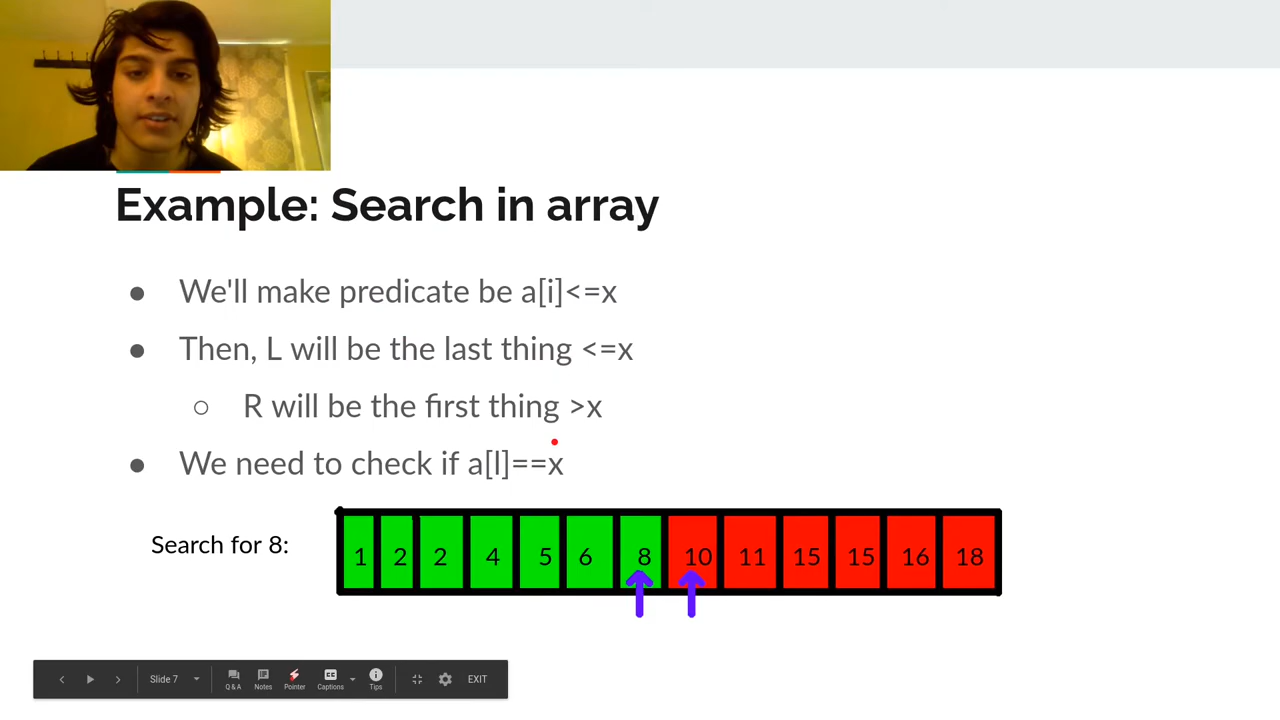 Example: Search in array
We'll make predicate be a[i]<=x
Then, L will be the last thing <=x
R will be the first thing >x
We need to check if a[l]==x
Search for 8:
1 2 2 4 5 6 8 10 11 15 15 16 18
Slide 7
Q & A
Notes
Pointer
CC
Captions
Tips
EXIT